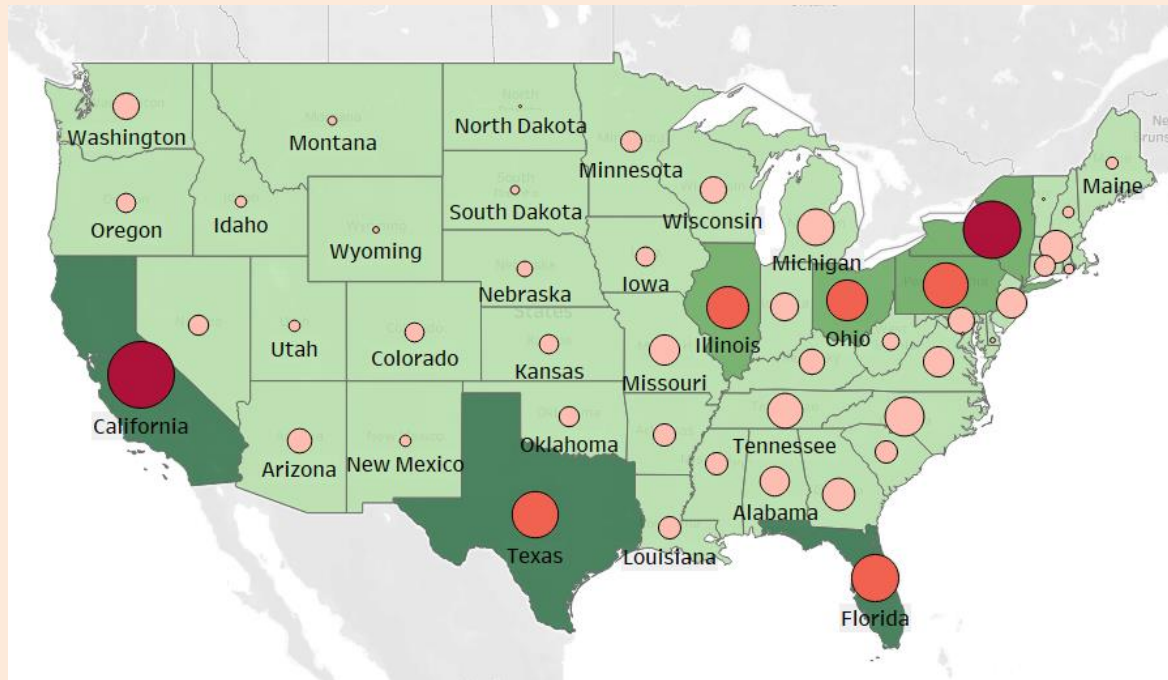 Washington
Montana
North Dakota
Minnesota
Maine
Oregon
Idaho
South Dakota
Wisconsin
Wyoming
Michigan
Nebraska
Iowa
States
Utah
Colorado
Kansas
Illinois
Ohio
Missouri
California
Arizona
New Mexico
Oklahoma
Tennessee
Alabama
Texas
Louisiana
Florida